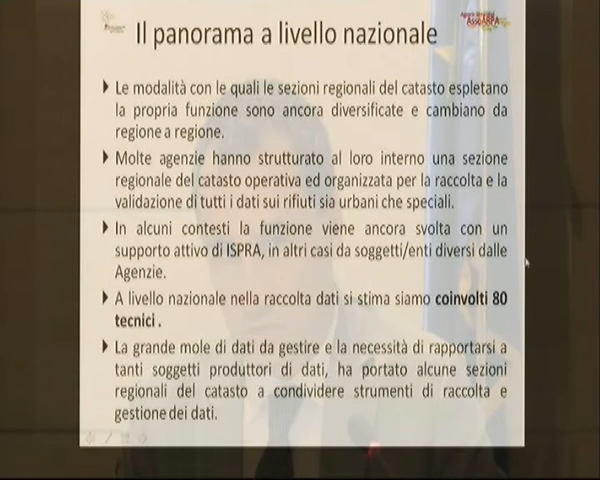 Il panorama a livello nazionale
AssoARPA
Le modalità con le quali le sezioni regionali del catasto espletano
la propria funzione sono ancora diversificate e cambiano da
regione a regione.
Molte agenzie hanno strutturato al loro interno una sezione
regionale del catasto operativa ed organizzata per la raccolta e la
validazione di tutti i dati sui rifiuti sia urbani che speciali.
In alcuni contesti la funzione viene ancora svolta con un
supporto attivo di ISPRA, in altri casi da soggetti/enti diversi dalle
Agenzie.
A livello nazionale nella raccolta dati si stima siamo coinvolti 80
tecnici .
La grande mole di dati da gestire e la necessità di rapportarsi a
tanti soggetti produttori di dati, ha portato alcune sezioni
regionali del catasto a condividere strumenti di raccolta e
gestione dei dati.